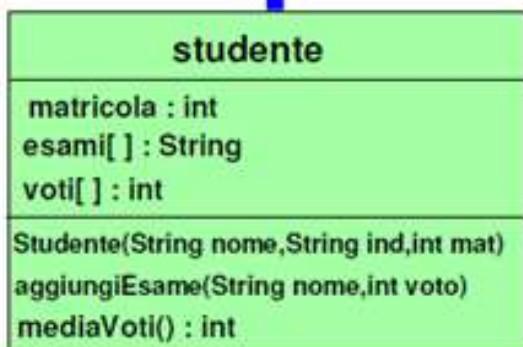 studente
matricola : int
esami[ ] : String
voti[ ] : int
Studente(String nome,String ind,int mat)
aggiungiEsame(String nome,int voto)
mediaVoti() : int